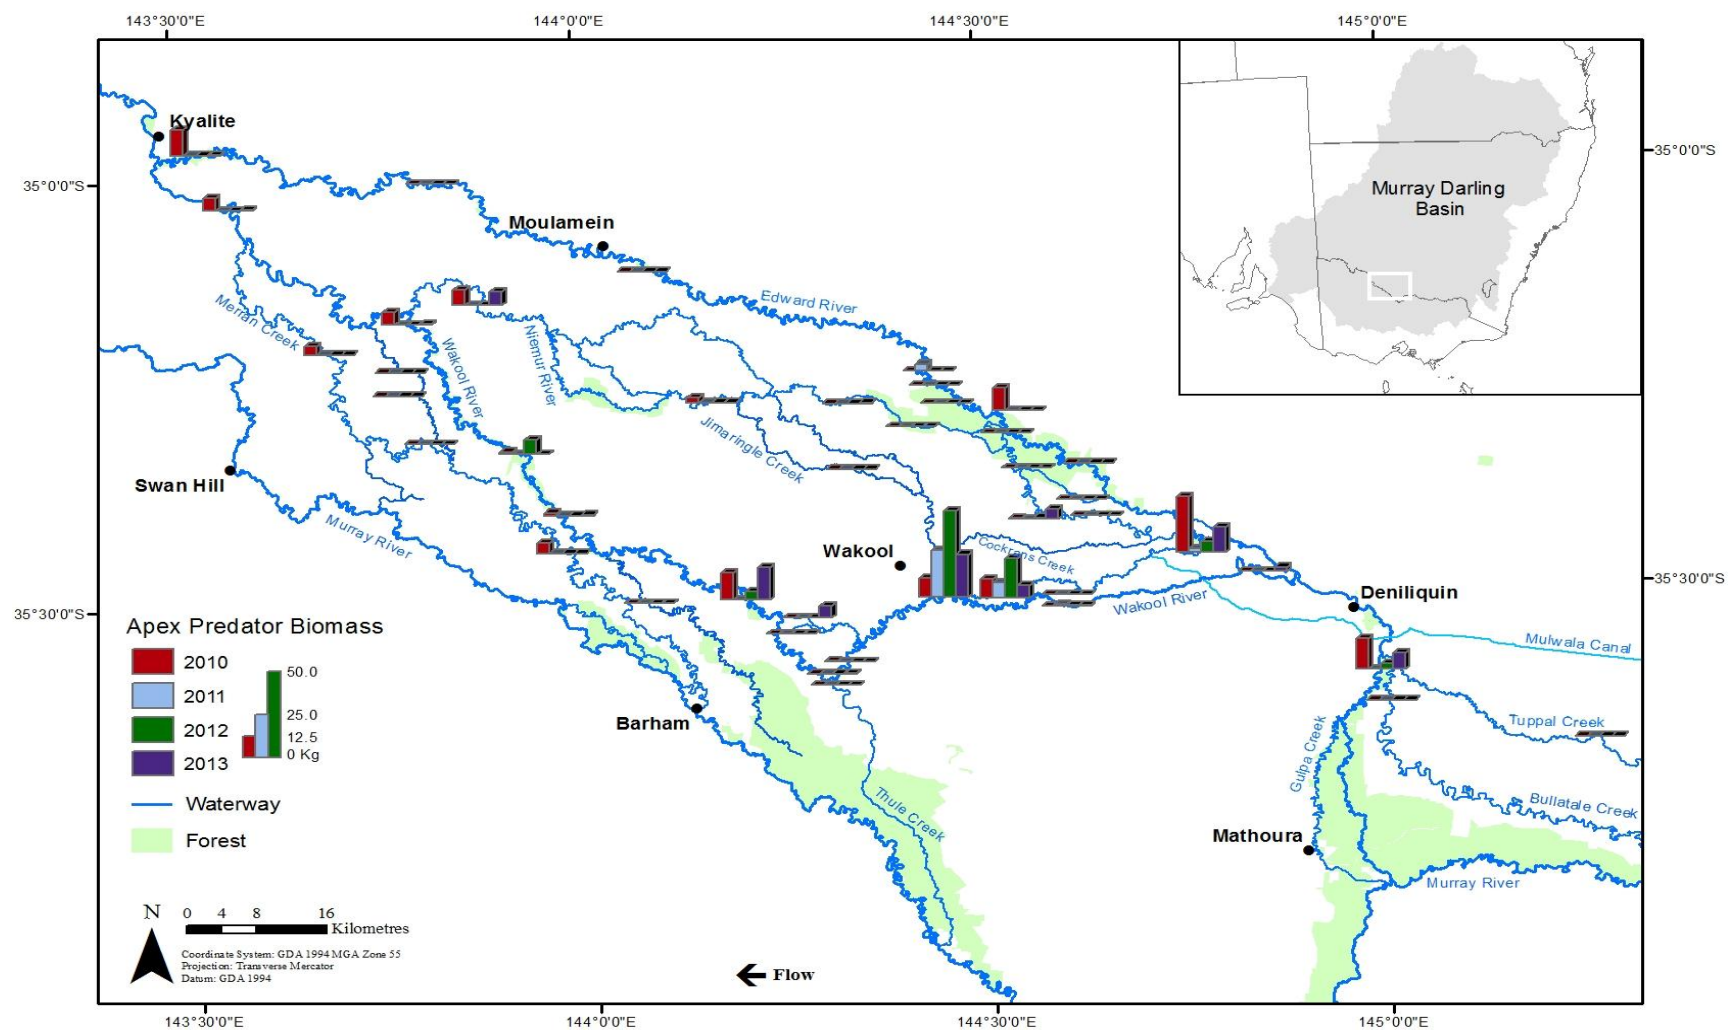 143°30'0"E
144°0'0"E
144°30'0"E
145°0'0"E
Kyalite
35°0'0"S
35°0'0"S
Murray Darling
Basin
Moulamein
Edward River
Merran Creek
Wakool River
Niemur River
Jimaringle Creek
Swan Hill
Murray River
Wakool
Cockrans Creek
Wakool River
35°30'0"S
Deniliquin
35°30'0"S
Mulwala Canal
Apex Predator Biomass
2010
2011
2012
2013
50.0
25.0
12.5
0 Kg
Waterway
Forest
Barham
Tuppal Creek
Gulpa Creek
Thule Creek
Bullatale Creek
Mathoura
Murray River
N
0 4 8 16
Kilometres
Coordinate System: GDA 1994 MGA Zone 55
Projection: Transverse Mercator
Datum: GDA 1994
Flow
143°30'0"E
144°0'0"E
144°30'0"E
145°0'0"E